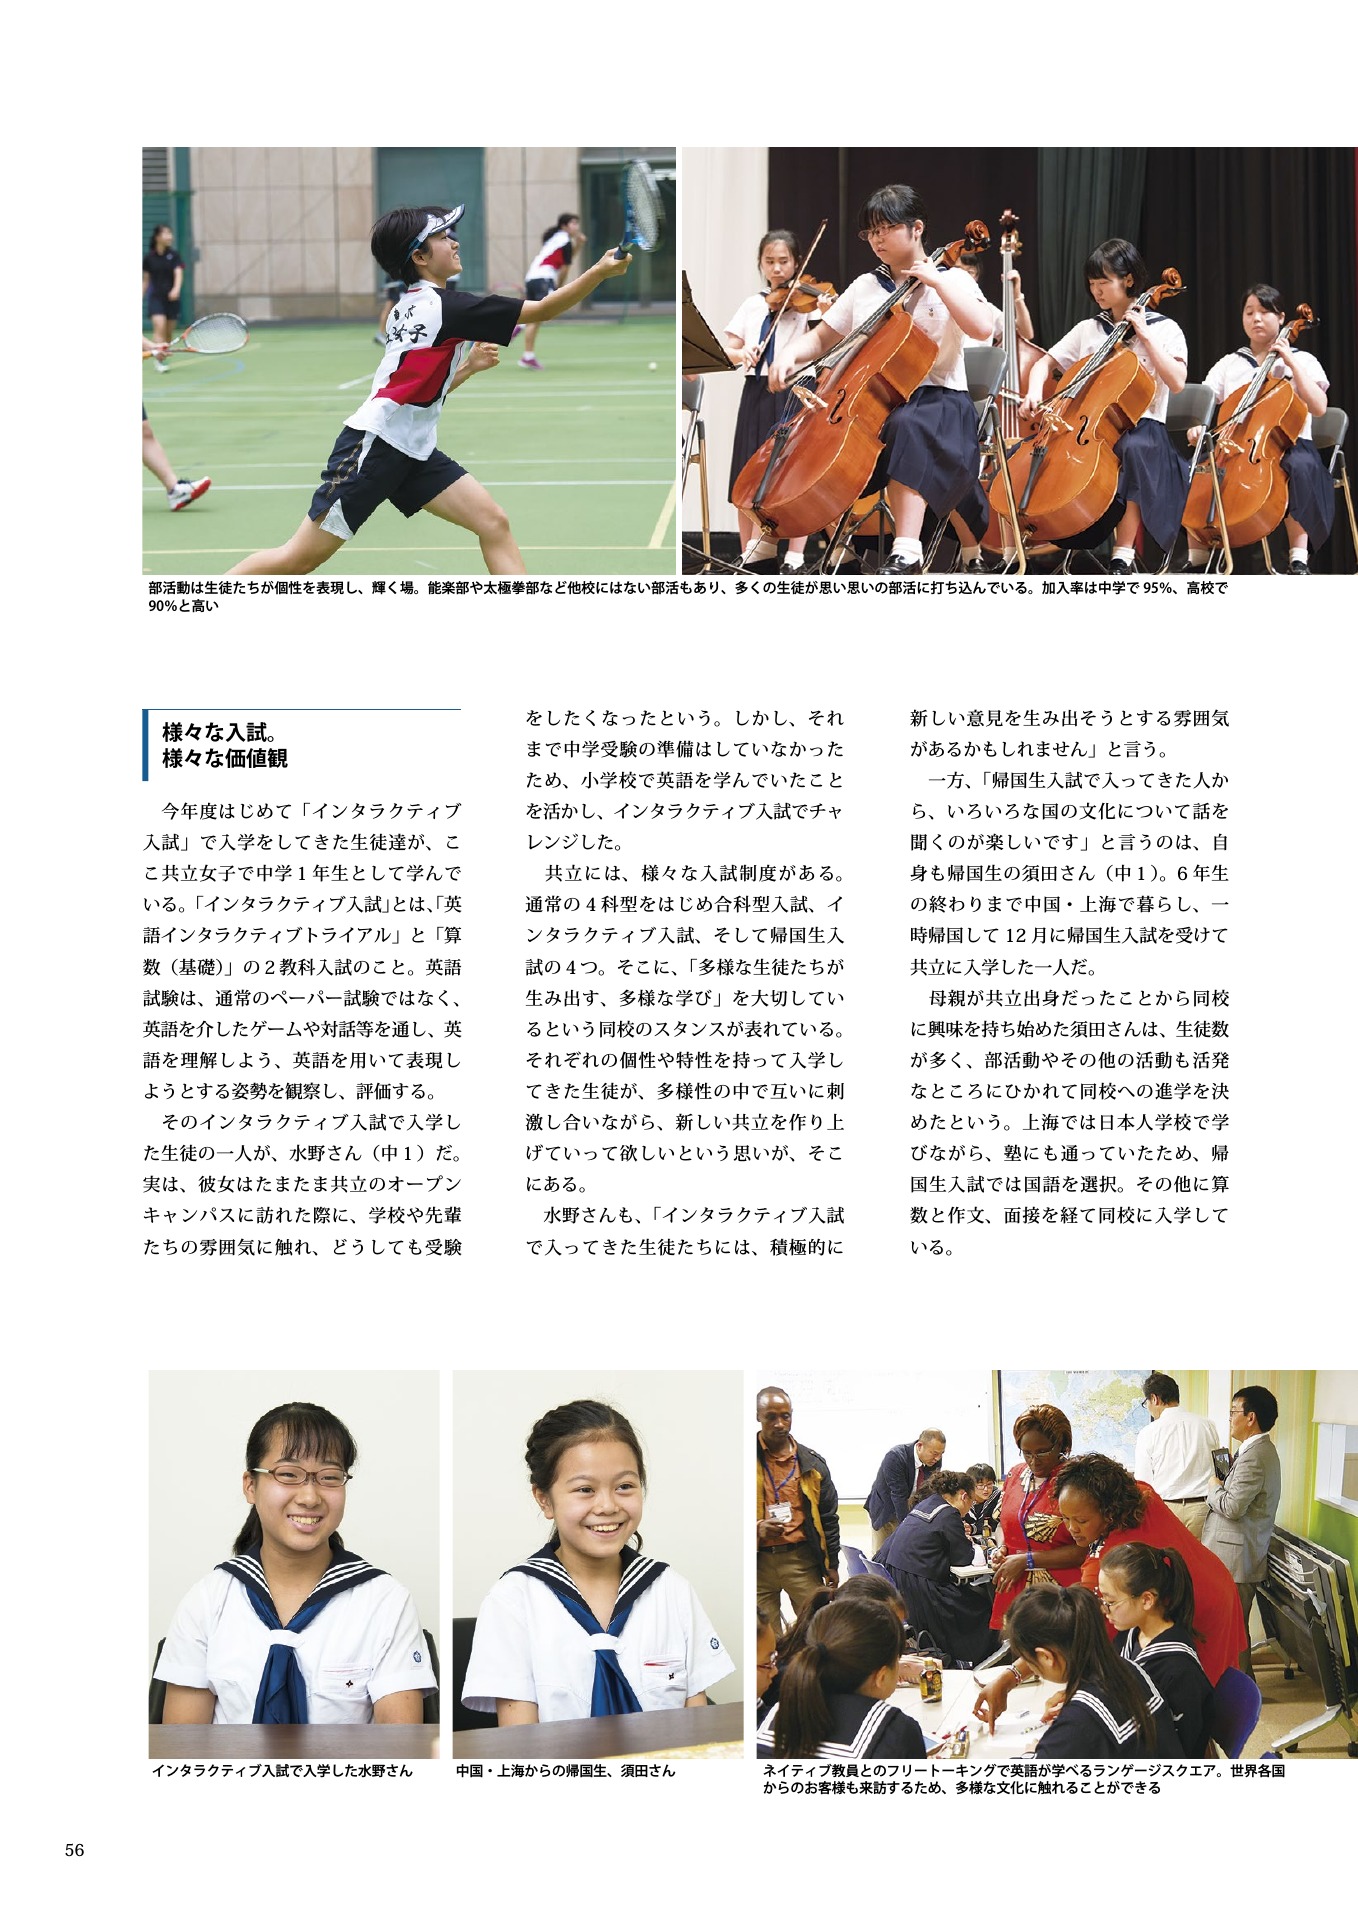 部活動は生徒たちが個性を表現し、輝く場。能楽部や太極拳部など他校にはない部活もあり、多くの生徒が思い思いの部活に打ち込んでいる。加入率は中学で 95%、高校で
90%と高い
様々な入試。
様々な価値観
今年度はじめて「インタラクティブ
入試」で入学をしてきた生徒達が、こ
こ共立女子で中学 1 年生として学んで
いる。「インタラクティブ入試」とは、「英
語インタラクティブトライアル」と「算
数（基礎）」の２教科入試のこと。英語
試験は、通常のペーパー試験ではなく、
英語を介したゲームや対話等を通し、英
語を理解しよう、英語を用いて表現し
ようとする姿勢を観察し、評価する。
そのインタラクティブ入試で入学し
た生徒の一人が、水野さん（中 1 ）だ。
実は、彼女はたまたま共立のオープン
キャンパスに訪れた際に、学校や先輩
たちの雰囲気に触れ、どうしても受験
をしたくなったという。しかし、それ
まで中学受験の準備はしていなかった
ため、小学校で英語を学んでいたこと
を活かし、インタラクティブ入試でチャ
レンジした。
共立には、様々な入試制度がある。
通常の 4 科型をはじめ合科型入試、イ
ンタラクティブ入試、そして帰国生入
試の 4 つ。そこに、「多様な生徒たちが
生み出す、多様な学び」を大切してい
るという同校のスタンスが表れている。
それぞれの個性や特性を持って入学し
てきた生徒が、多様性の中で互いに刺
激し合いながら、新しい共立を作り上
げていって欲しいという思いが、そこ
にある。
水野さんも、「インタラクティブ入試
で入ってきた生徒たちには、積極的に
新しい意見を生み出そうとする雰囲気
があるかもしれません」と言う。
一方、「帰国生入試で入ってきた人か
ら、いろいろな国の文化について話を
聞くのが楽しいです」と言うのは、自
身も帰国生の須田さん（中 1 ）。6 年生
の終わりまで中国・上海で暮らし、一
時帰国して 12 月に帰国生入試を受けて
共立に入学した一人だ。
母親が共立出身だったことから同校
に興味を持ち始めた須田さんは、生徒数
が多く、部活動やその他の活動も活発
なところにひかれて同校への進学を決
めたという。上海では日本人学校で学
びながら、塾にも通っていたため、帰
国生入試では国語を選択。その他に算
数と作文、面接を経て同校に入学して
いる。
インタラクティブ入試で入学した水野さん
中国・上海からの帰国生、須田さん
ネイティブ教員とのフリートーキングで英語が学べるランゲージスクエア。世界各国
からのお客様も来訪するため、多様な文化に触れることができる
56